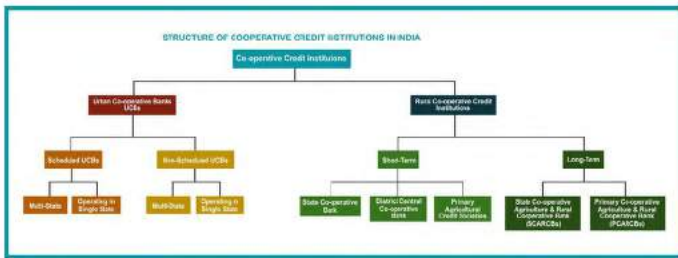 STRUCTURE OF COOPERATIVE CREDIT INSTITUTIONS IN INDIA
Co-operative Credit Institutions
Urban Co-operative Banks
UCBs
Rural Co-operative Credit
Institutions
Scheduled UCBs
Non-Scheduled UCBs
Short-Term
Long-Term
Multi-State
Operating in
Single State
Multi-State
Operating in
Single State
State Co-operative
Bank
District Central
Co-operative
Bank
Primary
Agricultural
Credit Societies
State Co-operative
Agriculture & Rural
Cooperative Bank
(SCARCBs)
Primary Co-operative
Agriculture & Rural
Cooperative Bank
(PCARCBs)